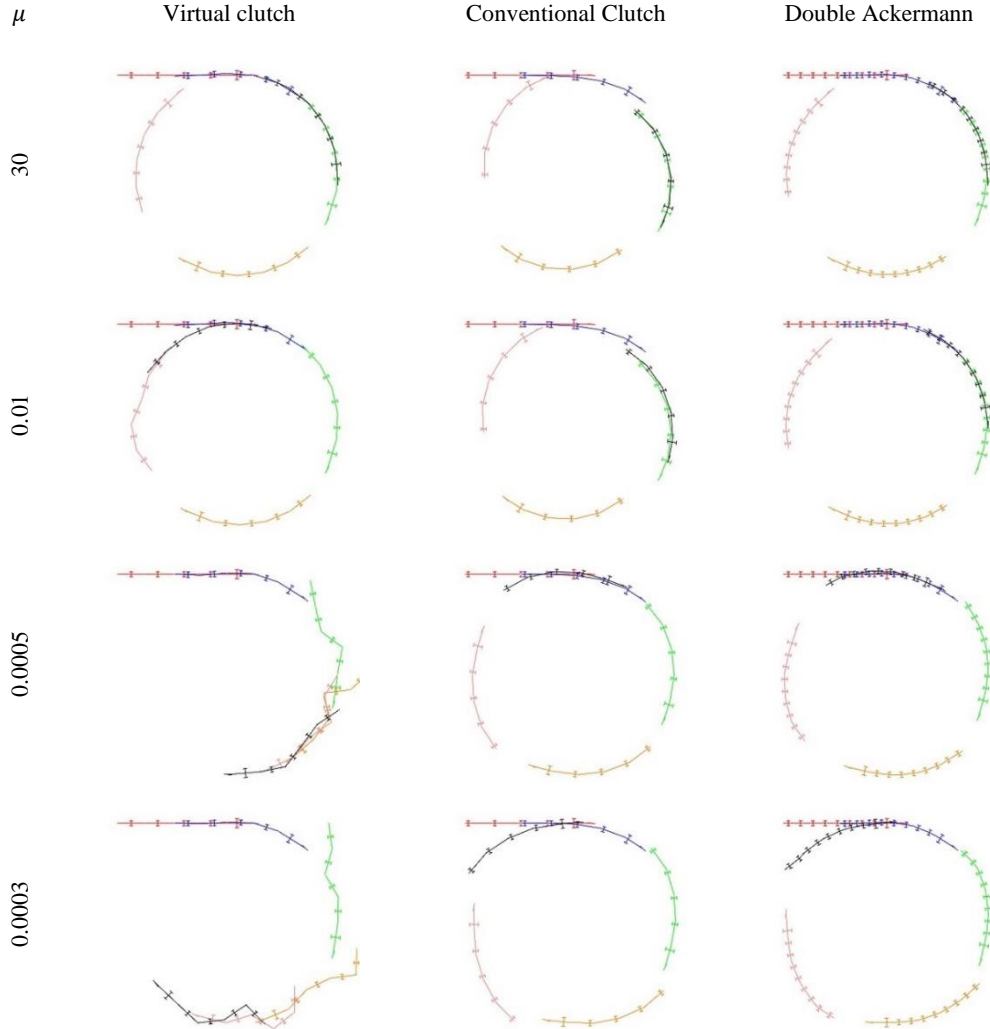 μ Virtual clutch Conventional Clutch Double Ackermann
30
0.01
0.0005
0.0003